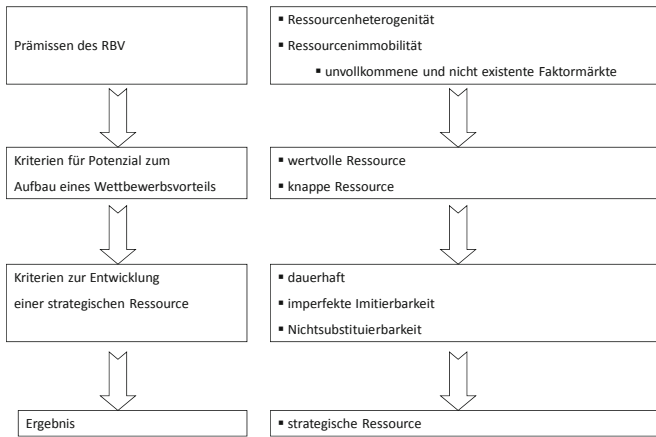 Prämissen des RBV
▪ Ressourcenheterogenität
▪ Ressourcenimmobilität
▪ unvollkommene und nicht existente Faktormärkte
Kriterien für Potenzial zum
Aufbau eines Wettbewerbsvorteils
▪ wertvolle Ressource
▪ knappe Ressource
Kriterien zur Entwicklung
einer strategischen Ressource
▪ dauerhaft
▪ imperfekte Imitierbarkeit
▪ Nichtsubstituierbarkeit
Ergebnis
▪ strategische Ressource